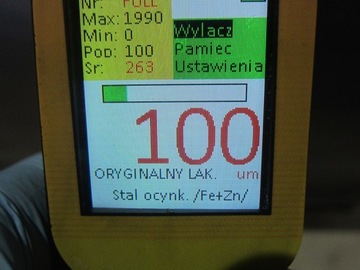 Nr: FULL
Max: 1990
Min: 0
Pop: 100
Sr: 263
Wylacz
Pamiec
Ustawienia
100
ORYGINALNY LAK. um
Stal ocynk. /Fe+Zn/